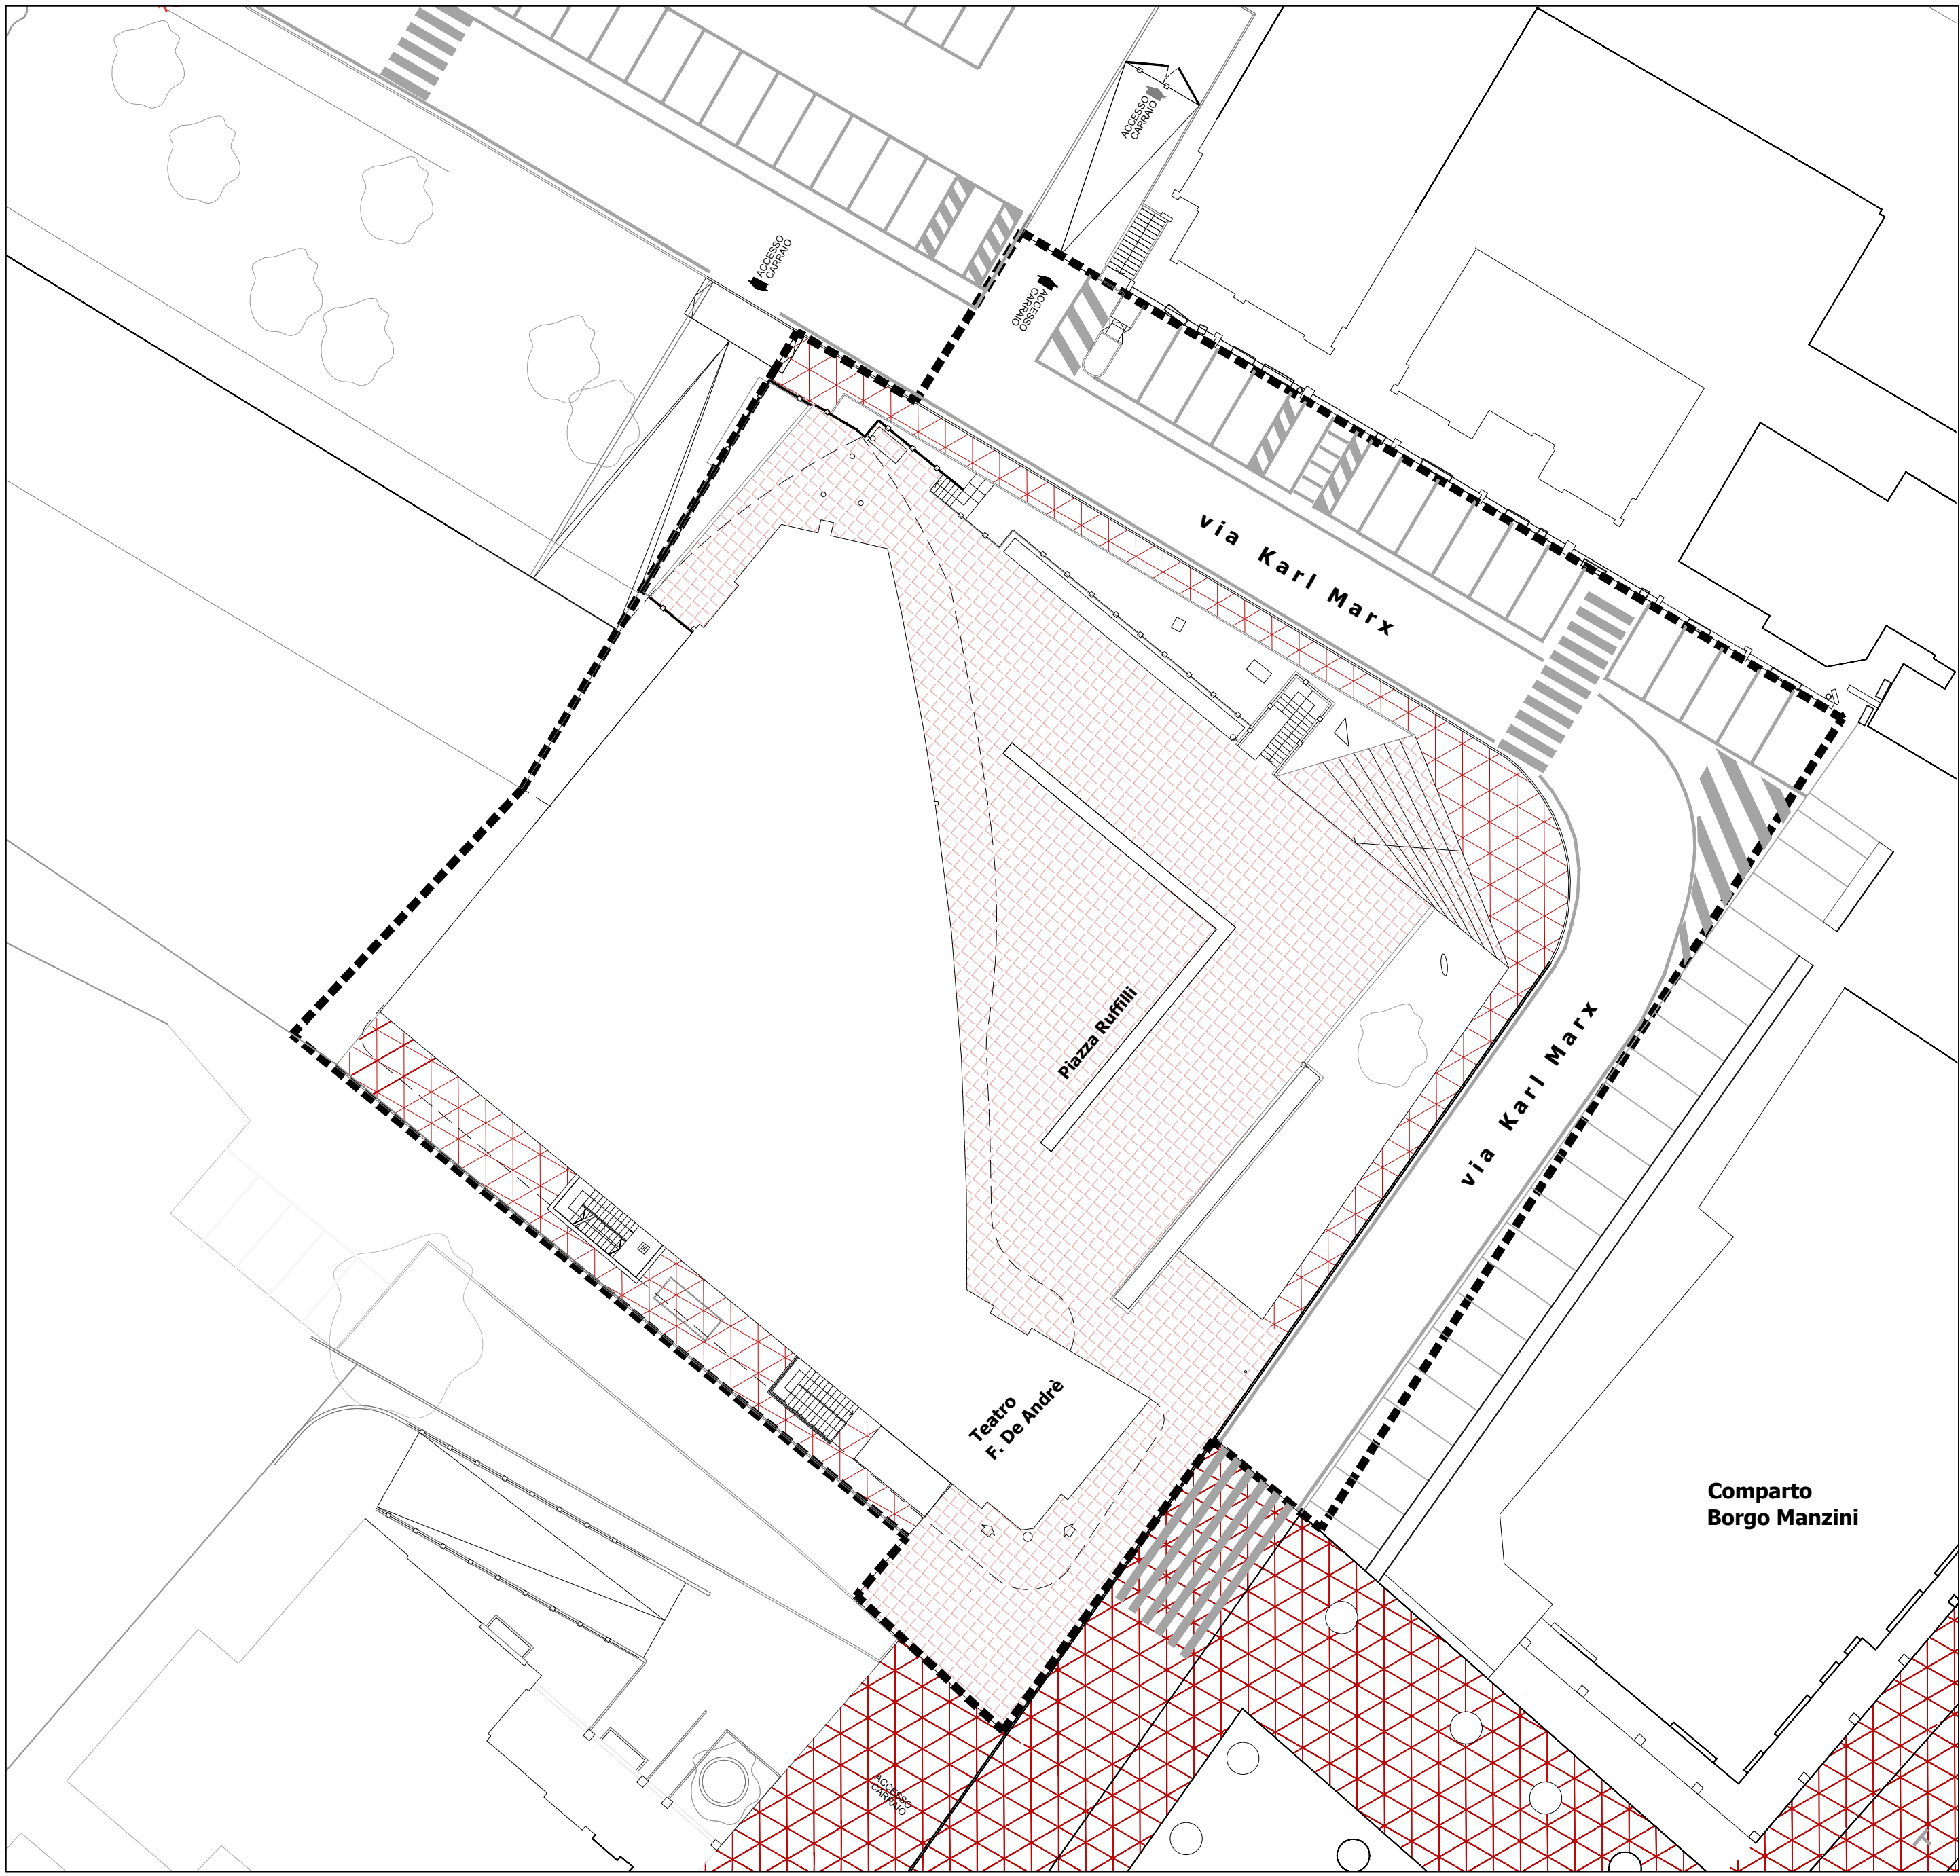 ACCESSO
CARRAIO
ACCESSO
CARRAIO
ACCESSO
CARRAIO
via Karl Marx
Piazza Ruffilli
via Karl Marx
Teatro
F. De Andrè
Comparto
Borgo Manzini
ACCESSO
CARRAIO